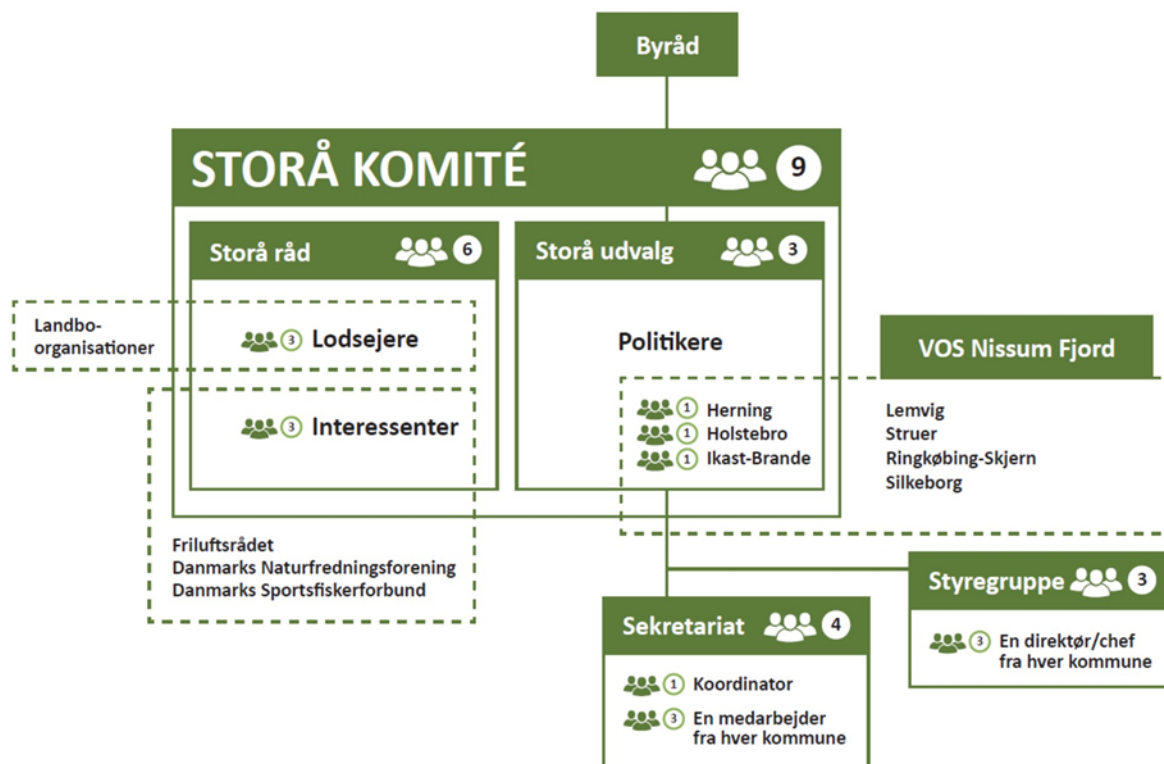 Byråd
STORÅ KOMITÉ
9
Storå råd
6
Landbo-
organisationer
3
Lodsejere
3
Interessenter
Friluftsrådet
Danmarks Naturfredningsforening
Danmarks Sportsfiskerforbund
Storå udvalg
3
Politikere
1 Herning
1 Holstebro
1 Ikast-Brande
VOS Nissum Fjord
Lemvig
Struer
Ringkøbing-Skjern
Silkeborg
Sekretariat
4
1 Koordinator
3 En medarbejder
fra hver kommune
Styregruppe
3
3 En direktør/chef
fra hver kommune